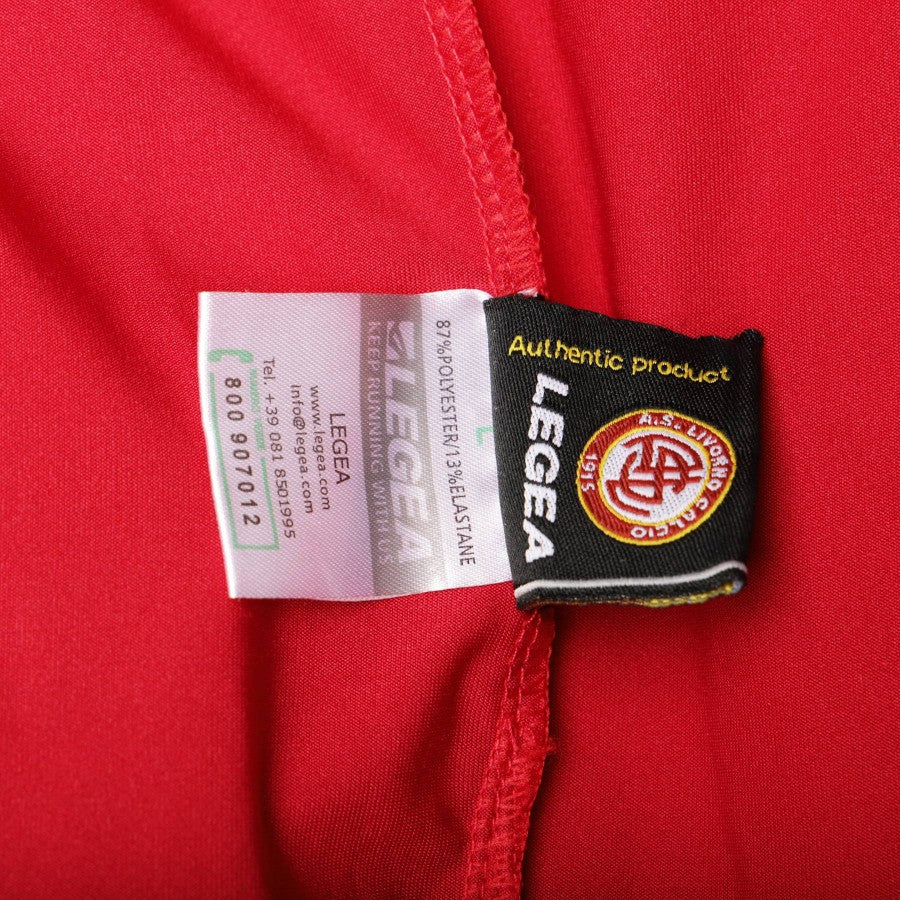 87%POLYESTER/13%ELASTANE
LEGEA
KEEP RUNNING WITH U
LEGEA
www.legea.com
info@legea.com
Tel. +39 081 8501995
800 907012
L
Authentic product
LEGEA
A.S. LIVORNO CALCIO
1915